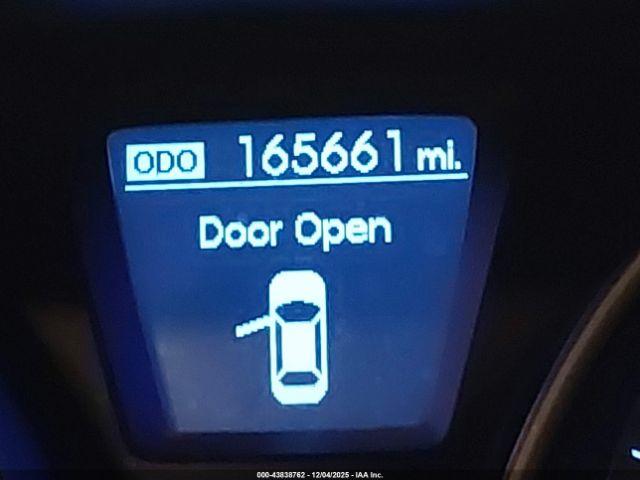 ODO 165661 mi.
Door Open
000-43838762 - 12/04/2025 - IAA Inc.